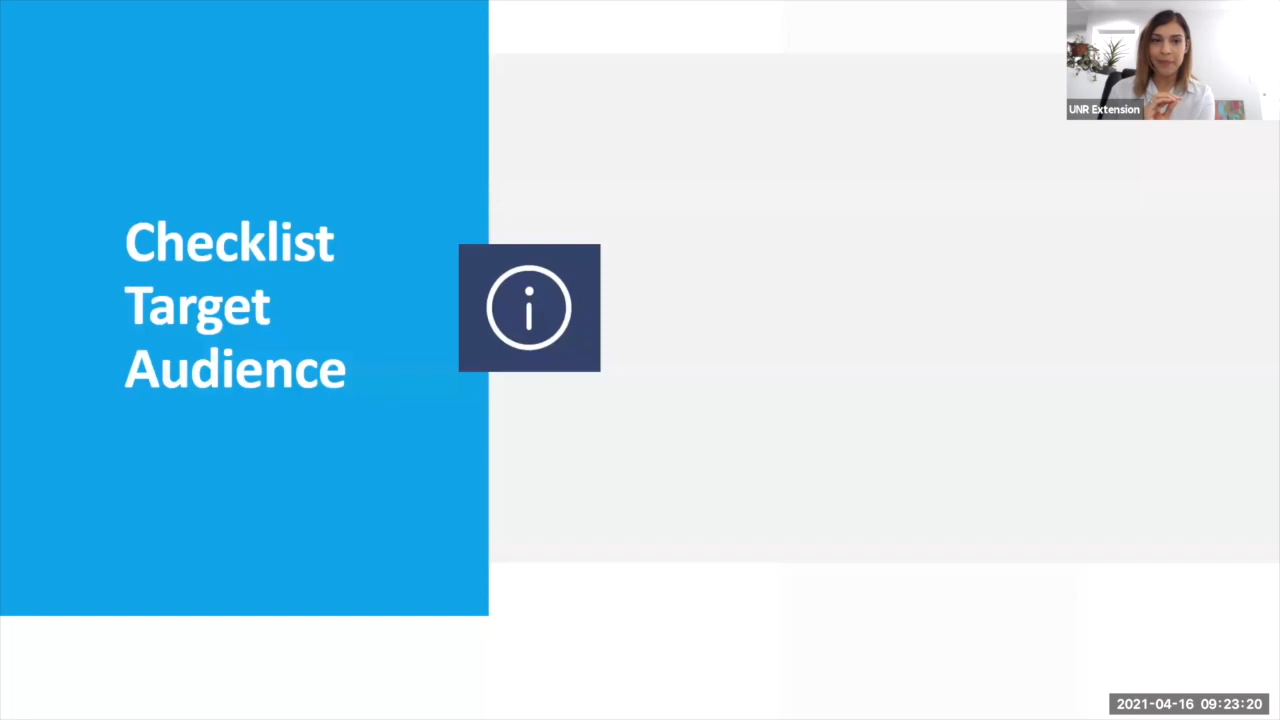 UNR Extension
Checklist
Target
Audience
2021-04-16 09:23:20